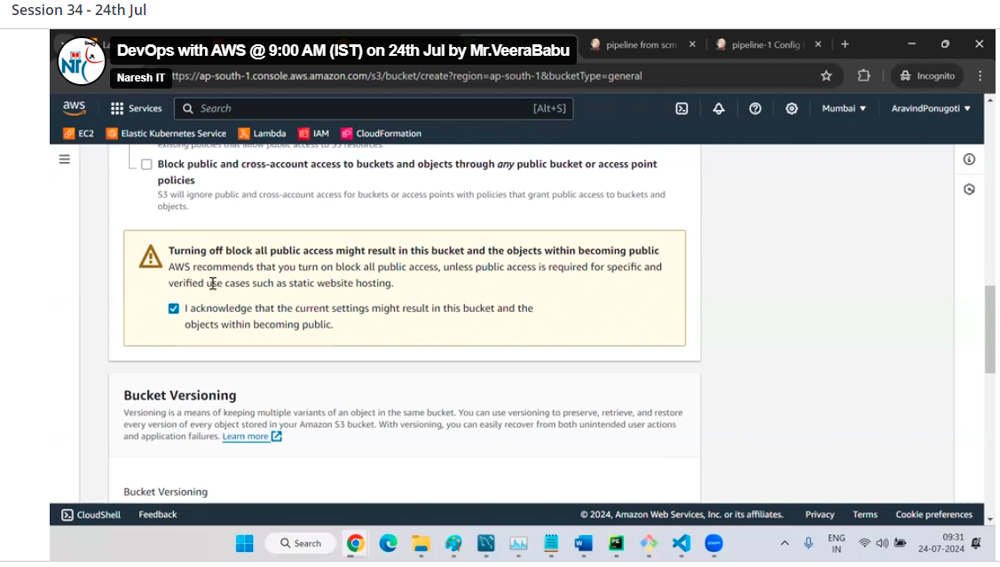 Session 34 - 24th Jul
DevOps with AWS @ 9:00 AM (IST) on 24th Jul by Mr.VeeraBabu
Naresh IT
pipeline from scm
pipeline-1 Config
ttps://ap-south-1.console.aws.amazon.com/s3/bucket/create?region=ap-south-1&bucketType=general
Incognito
aws
Services
Search
[Alt+S]
Mumbai
AravindPonugoti
EC2
Elastic Kubernetes Service
Lambda
IAM
CloudFormation
existing policies that allow public access to S3 resources.
Block public and cross-account access to buckets and objects through any public bucket or access point
policies
S3 will ignore public and cross-account access for buckets or access points with policies that grant public access to buckets and
objects.
Turning off block all public access might result in this bucket and the objects within becoming public
AWS recommends that you turn on block all public access, unless public access is required for specific and
verified use cases such as static website hosting.
I acknowledge that the current settings might result in this bucket and the
objects within becoming public.
Bucket Versioning
Versioning is a means of keeping multiple variants of an object in the same bucket. You can use versioning to preserve, retrieve, and restore
every version of every object stored in your Amazon S3 bucket. With versioning, you can easily recover from both unintended user actions
and application failures. Learn more
Bucket Versioning
CloudShell
Feedback
© 2024, Amazon Web Services, Inc. or its affiliates.
Privacy
Terms
Cookie preferences
Search
ENG
IN
09:31
24-07-2024